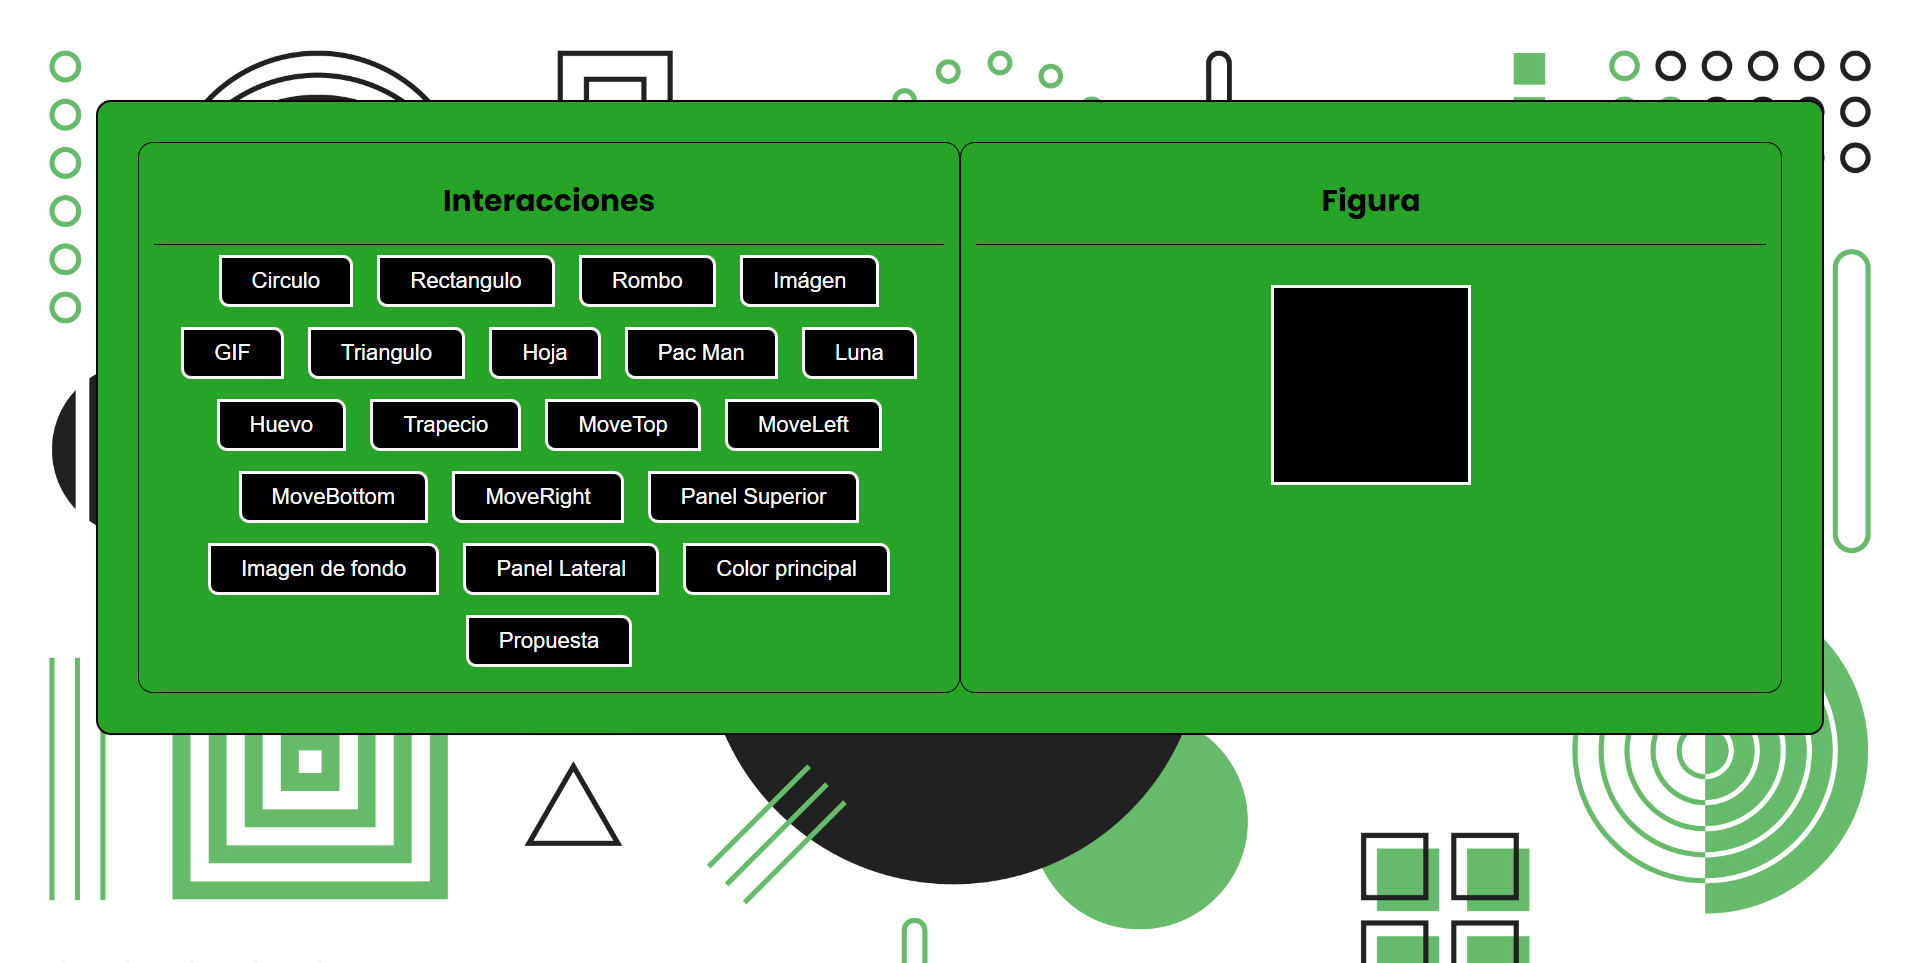 Interacciones
Circulo Rectangulo Rombo Imágen
GIF Triangulo Hoja Pac Man Luna
Huevo Trapecio MoveTop MoveLeft
MoveBottom MoveRight Panel Superior
Imagen de fondo Panel Lateral Color principal
Propuesta
Figura